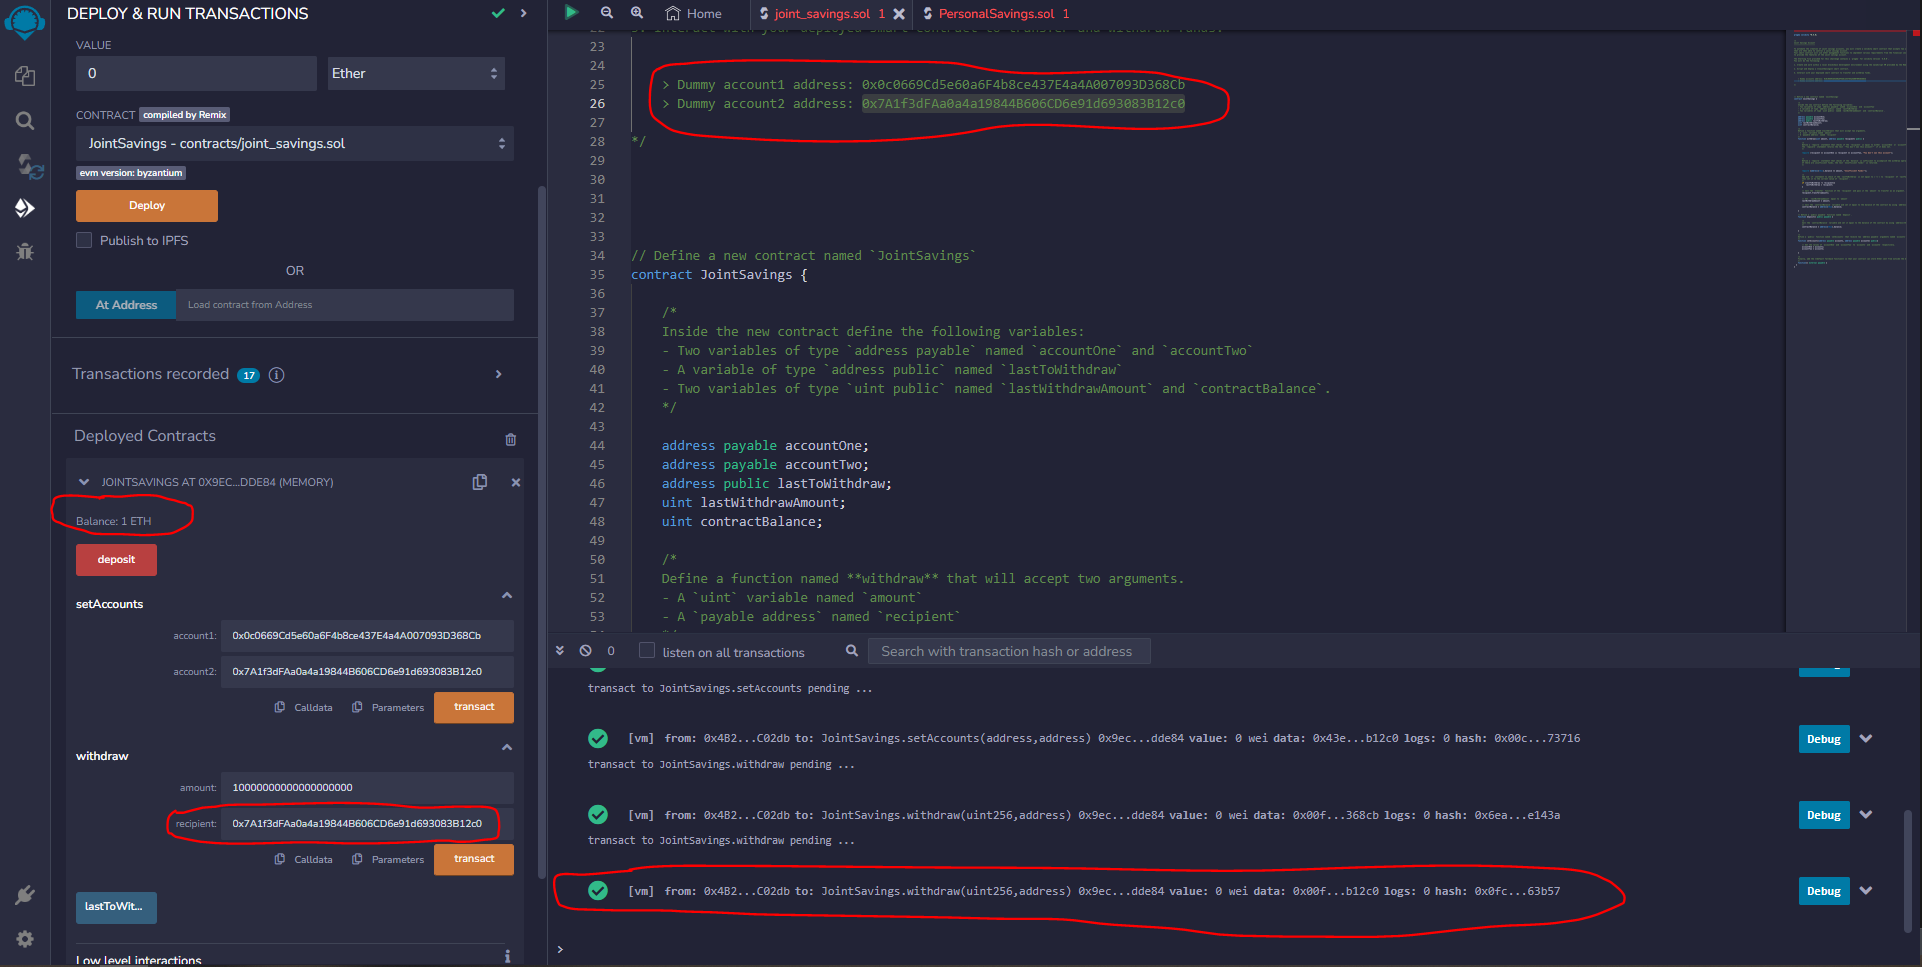 DEPLOY & RUN TRANSACTIONS
VALUE
0
Ether
CONTRACT compiled by Remix
JointSavings - contracts/joint_savings.sol
evm version: byzantium
Deploy
Publish to IPFS
OR
At Address
Load contract from Address
Transactions recorded 17
Deployed Contracts
JOINTSAVINGS AT 0X9EC...DDE84 (MEMORY)
Balance: 1 ETH
deposit
setAccounts
account1: 0x0c0669Cd5e60a6F4b8ce437E4a4A007093D368Cb
account2: 0x7A1f3dFAa0a4a19844B606CD6e91d693083B12c0
Calldata Parameters transact
withdraw
amount: 10000000000000000000
recipient: 0x7A1f3dFAa0a4a19844B606CD6e91d693083B12c0
Calldata Parameters transact
lastToWit...
Low level interactions
Home
joint_savings.sol 1
PersonalSavings.sol 1
23
24
25 > Dummy account1 address: 0x0c0669Cd5e60a6F4b8ce437E4a4A007093D368Cb
26 > Dummy account2 address: 0x7A1f3dFAa0a4a19844B606CD6e91d693083B12c0
27
28 */
29
30
31
32
33
34 // Define a new contract named `JointSavings`
35 contract JointSavings {
36
37 /*
38 Inside the new contract define the following variables:
39 - Two variables of type `address payable` named `accountOne` and `accountTwo`
40 - A variable of type `address public` named `lastToWithdraw`
41 - Two variables of type `uint public` named `lastWithdrawAmount` and `contractBalance`.
42 */
43
44 address payable accountOne;
45 address payable accountTwo;
46 address public lastToWithdraw;
47 uint lastWithdrawAmount;
48 uint contractBalance;
49
50 /*
51 Define a function named **withdraw** that will accept two arguments.
52 - A `uint` variable named `amount`
53 - A `payable address` named `recipient`
0
listen on all transactions
Search with transaction hash or address
transact to JointSavings.setAccounts pending ...
[vm] from: 0x4B2...C02db to: JointSavings.setAccounts(address,address) 0x9ec...dde84 value: 0 wei data: 0x43e...b12c0 logs: 0 hash: 0x00c...73716
Debug
transact to JointSavings.withdraw pending ...
[vm] from: 0x4B2...C02db to: JointSavings.withdraw(uint256,address) 0x9ec...dde84 value: 0 wei data: 0x00f...368cb logs: 0 hash: 0x6ea...e143a
Debug
transact to JointSavings.withdraw pending ...
[vm] from: 0x4B2...C02db to: JointSavings.withdraw(uint256,address) 0x9ec...dde84 value: 0 wei data: 0x00f...b12c0 logs: 0 hash: 0x0fc...63b57
Debug
>